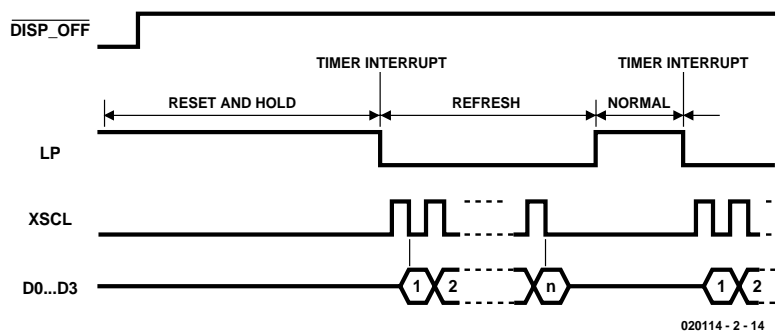 DISP_OFF
TIMER INTERRUPT TIMER INTERRUPT
RESET AND HOLD REFRESH NORMAL
LP
XSCL
D0...D3 1 2 n 1 2
020114 - 2 - 14